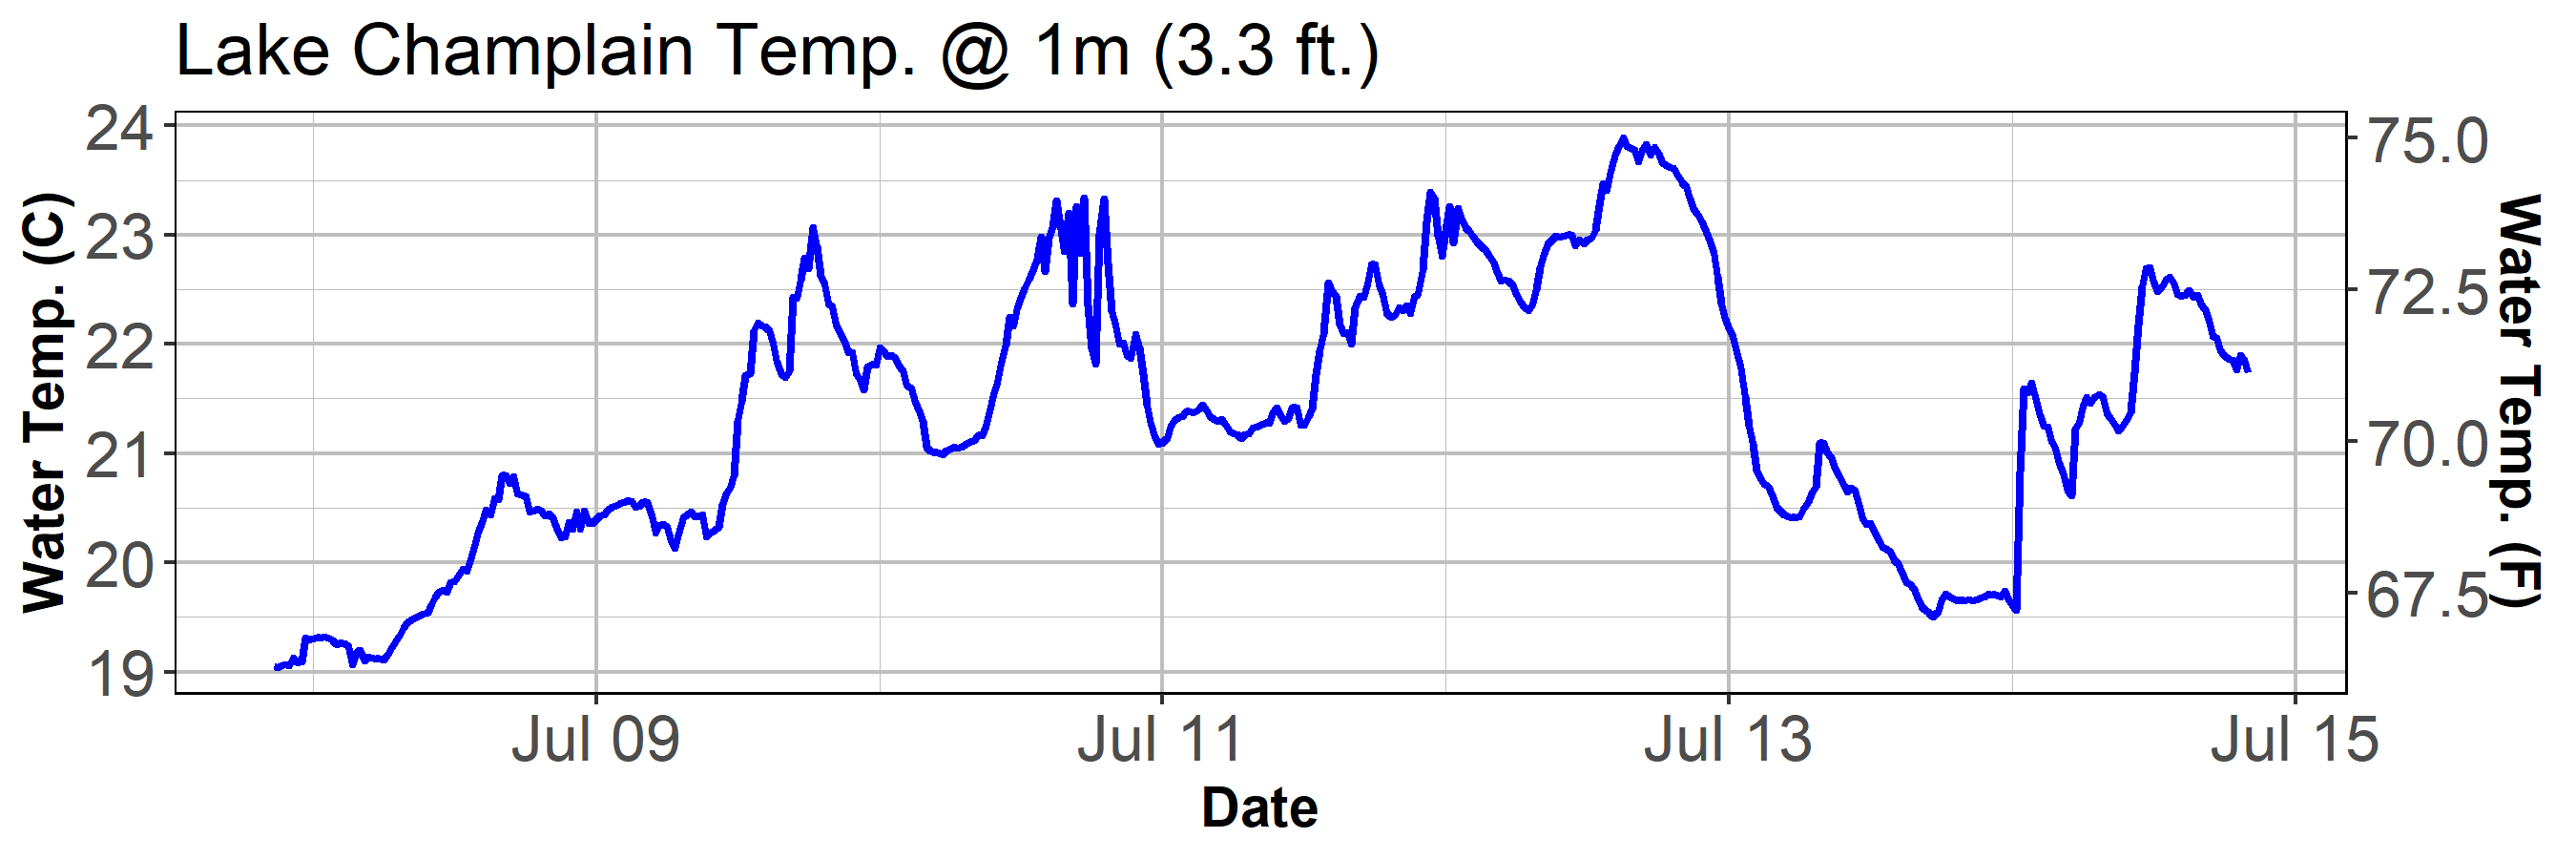 Lake Champlain Temp. @ 1m (3.3 ft.)
Water Temp. (C)
24
23
22
21
20
19
75.0
72.5
70.0
67.5
Water Temp. (F)
Jul 09
Jul 11
Jul 13
Jul 15
Date